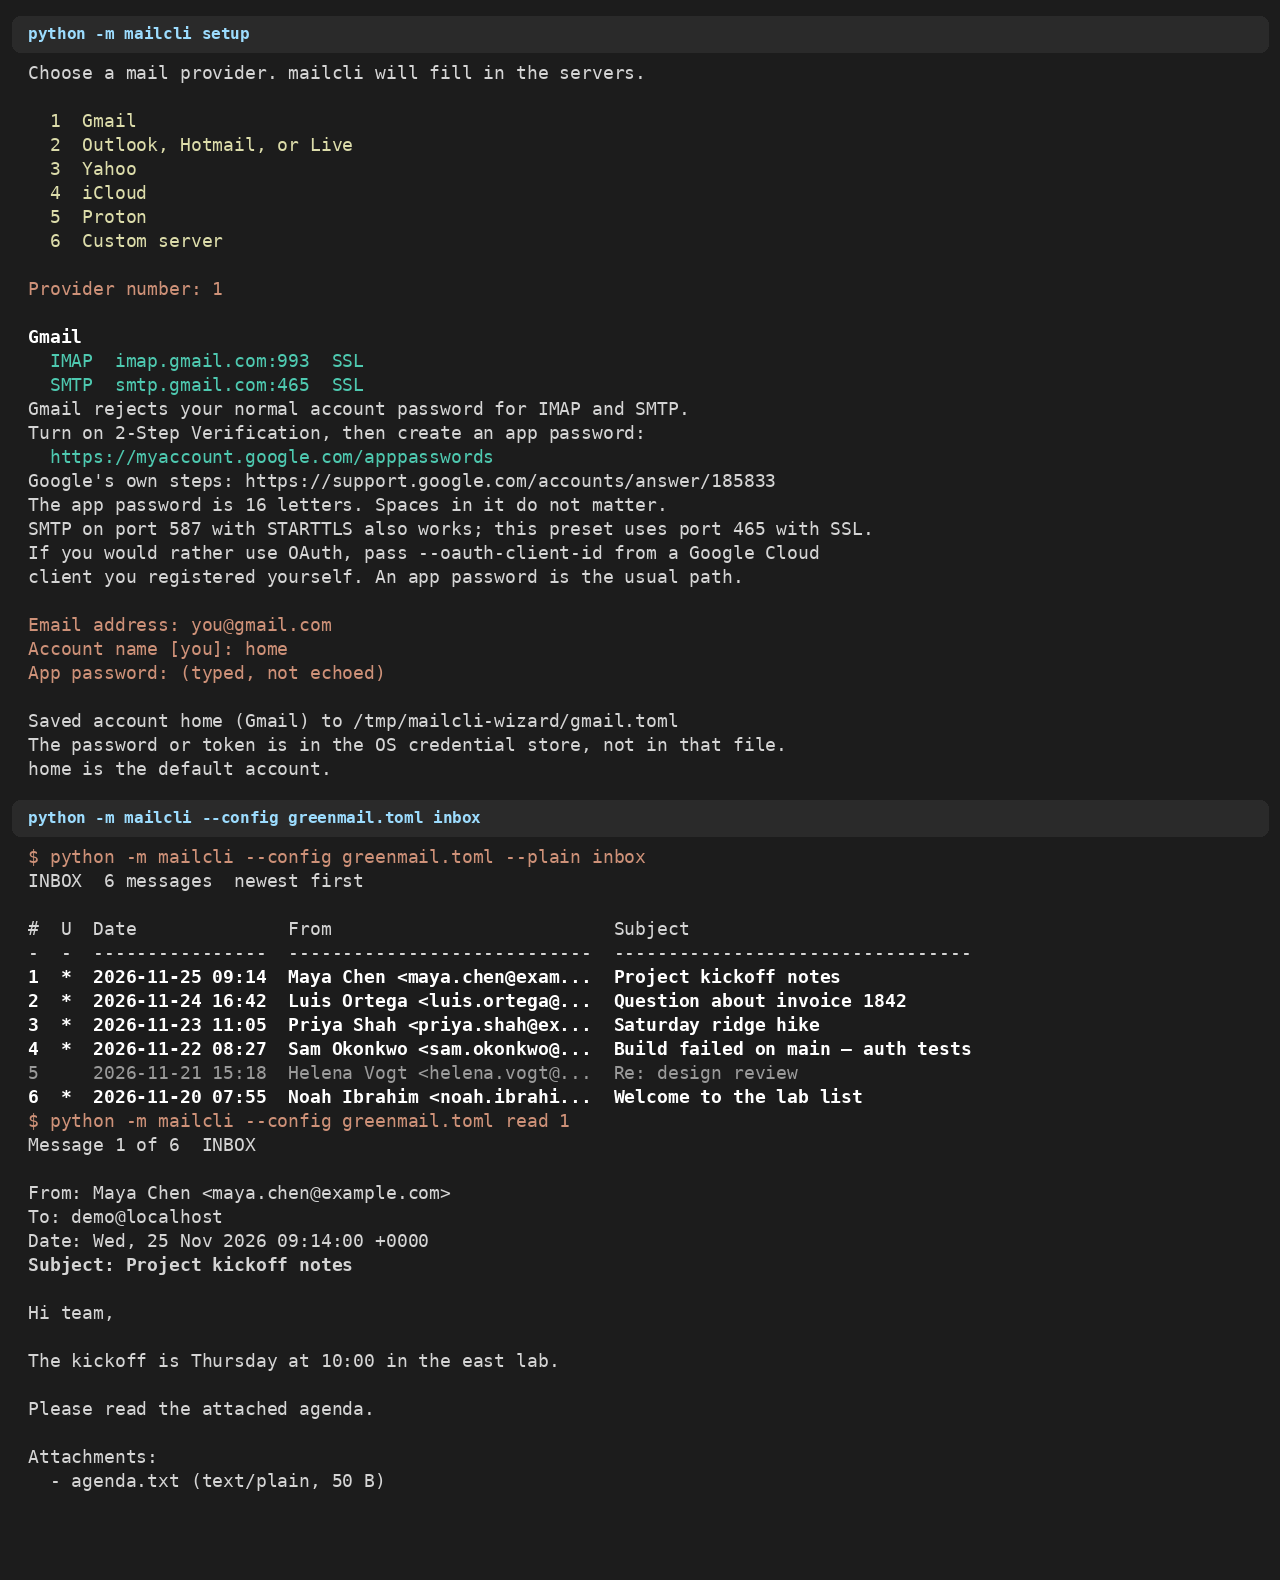 python -m mailcli setup
Choose a mail provider. mailcli will fill in the servers.
1  Gmail
2  Outlook, Hotmail, or Live
3  Yahoo
4  iCloud
5  Proton
6  Custom server
Provider number: 1
Gmail
IMAP  imap.gmail.com:993  SSL
SMTP  smtp.gmail.com:465  SSL
Gmail rejects your normal account password for IMAP and SMTP.
Turn on 2-Step Verification, then create an app password:
https://myaccount.google.com/apppasswords
Google's own steps: https://support.google.com/accounts/answer/185833
The app password is 16 letters. Spaces in it do not matter.
SMTP on port 587 with STARTTLS also works; this preset uses port 465 with SSL.
If you would rather use OAuth, pass --oauth-client-id from a Google Cloud
client you registered yourself. An app password is the usual path.
Email address: you@gmail.com
Account name [you]: home
App password: (typed, not echoed)
Saved account home (Gmail) to /tmp/mailcli-wizard/gmail.toml
The password or token is in the OS credential store, not in that file.
home is the default account.
python -m mailcli --config greenmail.toml inbox
$ python -m mailcli --config greenmail.toml --plain inbox
INBOX  6 messages  newest first
#  U  Date              From                          Subject
-  -  ----------------  ----------------------------  ---------------------------------
1  *  2026-11-25 09:14  Maya Chen <maya.chen@exam...  Project kickoff notes
2  *  2026-11-24 16:42  Luis Ortega <luis.ortega@...  Question about invoice 1842
3  *  2026-11-23 11:05  Priya Shah <priya.shah@ex...  Saturday ridge hike
4  *  2026-11-22 08:27  Sam Okonkwo <sam.okonkwo@...  Build failed on main — auth tests
5     2026-11-21 15:18  Helena Vogt <helena.vogt@...  Re: design review
6  *  2026-11-20 07:55  Noah Ibrahim <noah.ibrahi...  Welcome to the lab list
$ python -m mailcli --config greenmail.toml read 1
Message 1 of 6  INBOX
From: Maya Chen <maya.chen@example.com>
To: demo@localhost
Date: Wed, 25 Nov 2026 09:14:00 +0000
Subject: Project kickoff notes
Hi team,
The kickoff is Thursday at 10:00 in the east lab.
Please read the attached agenda.
Attachments:
- agenda.txt (text/plain, 50 B)